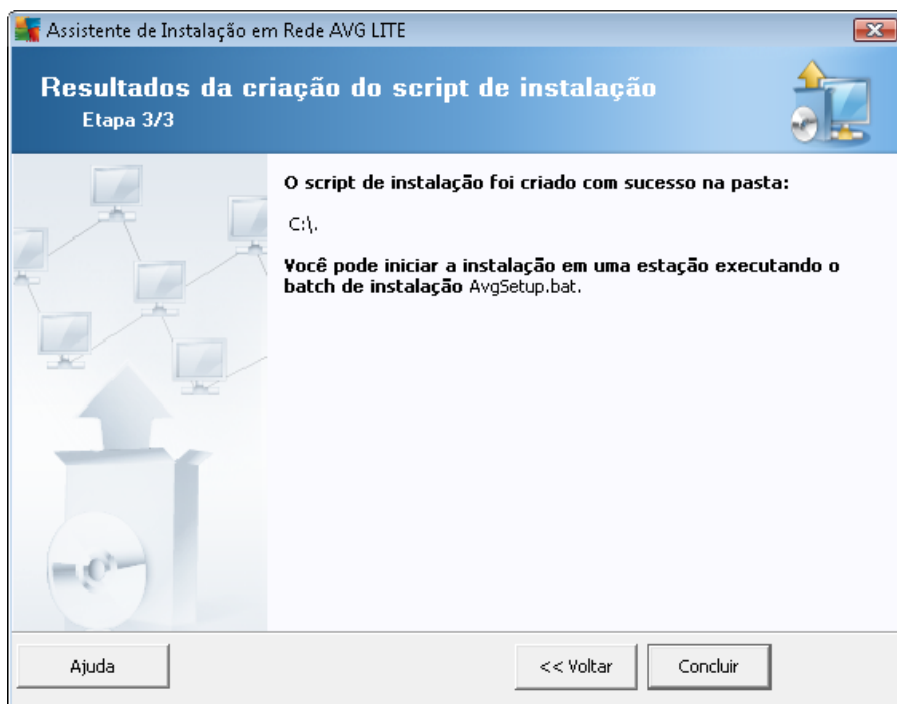 Assistente de Instalação em Rede AVG LITE
Resultados da criação do script de instalação
Etapa 3/3
O script de instalação foi criado com sucesso na pasta:
C:\.
Você pode iniciar a instalação em uma estação executando o
batch de instalação AvgSetup.bat.
Ajuda
<< Voltar
Concluir